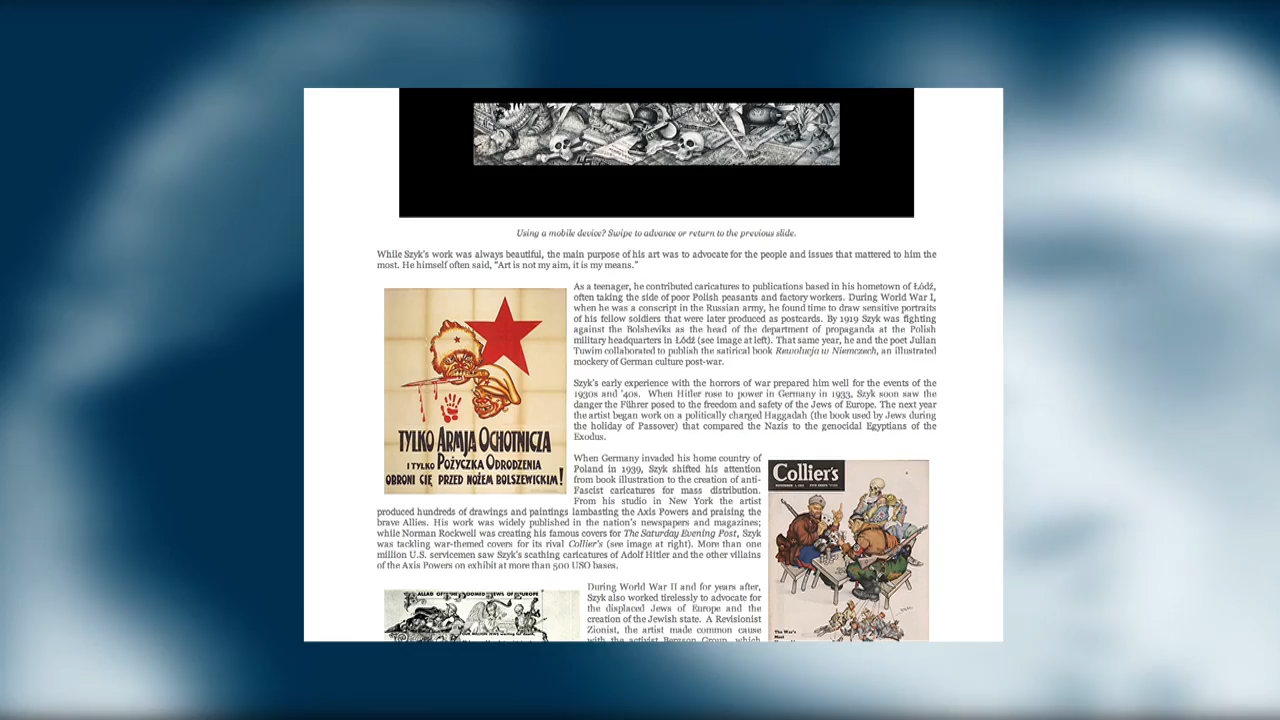 Using a mobile device? Swipe to advance or return to the previous slide.
While Szyk's work was always beautiful, the main purpose of his art was to advocate for the people and issues that mattered to him the
most. He himself often said, “Art is not my aim, it is my means.”
As a teenager, he contributed caricatures to publications based in his hometown of Łódź,
often taking the side of poor Polish peasants and factory workers. During World War I,
when he was a conscript in the Russian army, he found time to draw sensitive portraits
of his fellow soldiers that were later produced as postcards. By 1919 Szyk was fighting
against the Bolsheviks as the head of the department of propaganda at the Polish
military headquarters in Łódź (see image at left). That same year, he and the poet Julian
Tuwim collaborated to publish the satirical book Rewolucja w Niemczech, an illustrated
mockery of German culture post-war.
TYLKO ARMJA OCHOTNICZA
I TYLKO POŻYCZKA ODRODZENIA
OBRONI CIĘ PRZED NOŻEM BOLSZEWICKIM!
Szyk's early experience with the horrors of war prepared him well for the events of the
1930s and '40s. When Hitler rose to power in Germany in 1933, Szyk soon saw the
danger the Führer posed to the freedom and safety of the Jews of Europe. The next year
the artist began work on a politically charged Haggadah (the book used by Jews during
the holiday of Passover) that compared the Nazis to the genocidal Egyptians of the
Exodus.
When Germany invaded his home country of
Poland in 1939, Szyk shifted his attention
from book illustration to the creation of anti-
Fascist caricatures for mass distribution.
From his studio in New York the artist
produced hundreds of drawings and paintings lambasting the Axis Powers and praising the
brave Allies. His work was widely published in the nation's newspapers and magazines;
while Norman Rockwell was creating his famous covers for The Saturday Evening Post, Szyk
was tackling war-themed covers for its rival Collier's (see image at right). More than one
million U.S. servicemen saw Szyk's scathing caricatures of Adolf Hitler and the other villains
of the Axis Powers on exhibit at more than 500 USO bases.
Collier's
The War's
Most
During World War II and for years after,
Szyk also worked tirelessly to advocate for
the displaced Jews of Europe and the
creation of the Jewish state. A Revisionist
Zionist, the artist made common cause
with the activist Bergson Group, which
BALLAD OF THE DOOMED JEWS OF EUROPE